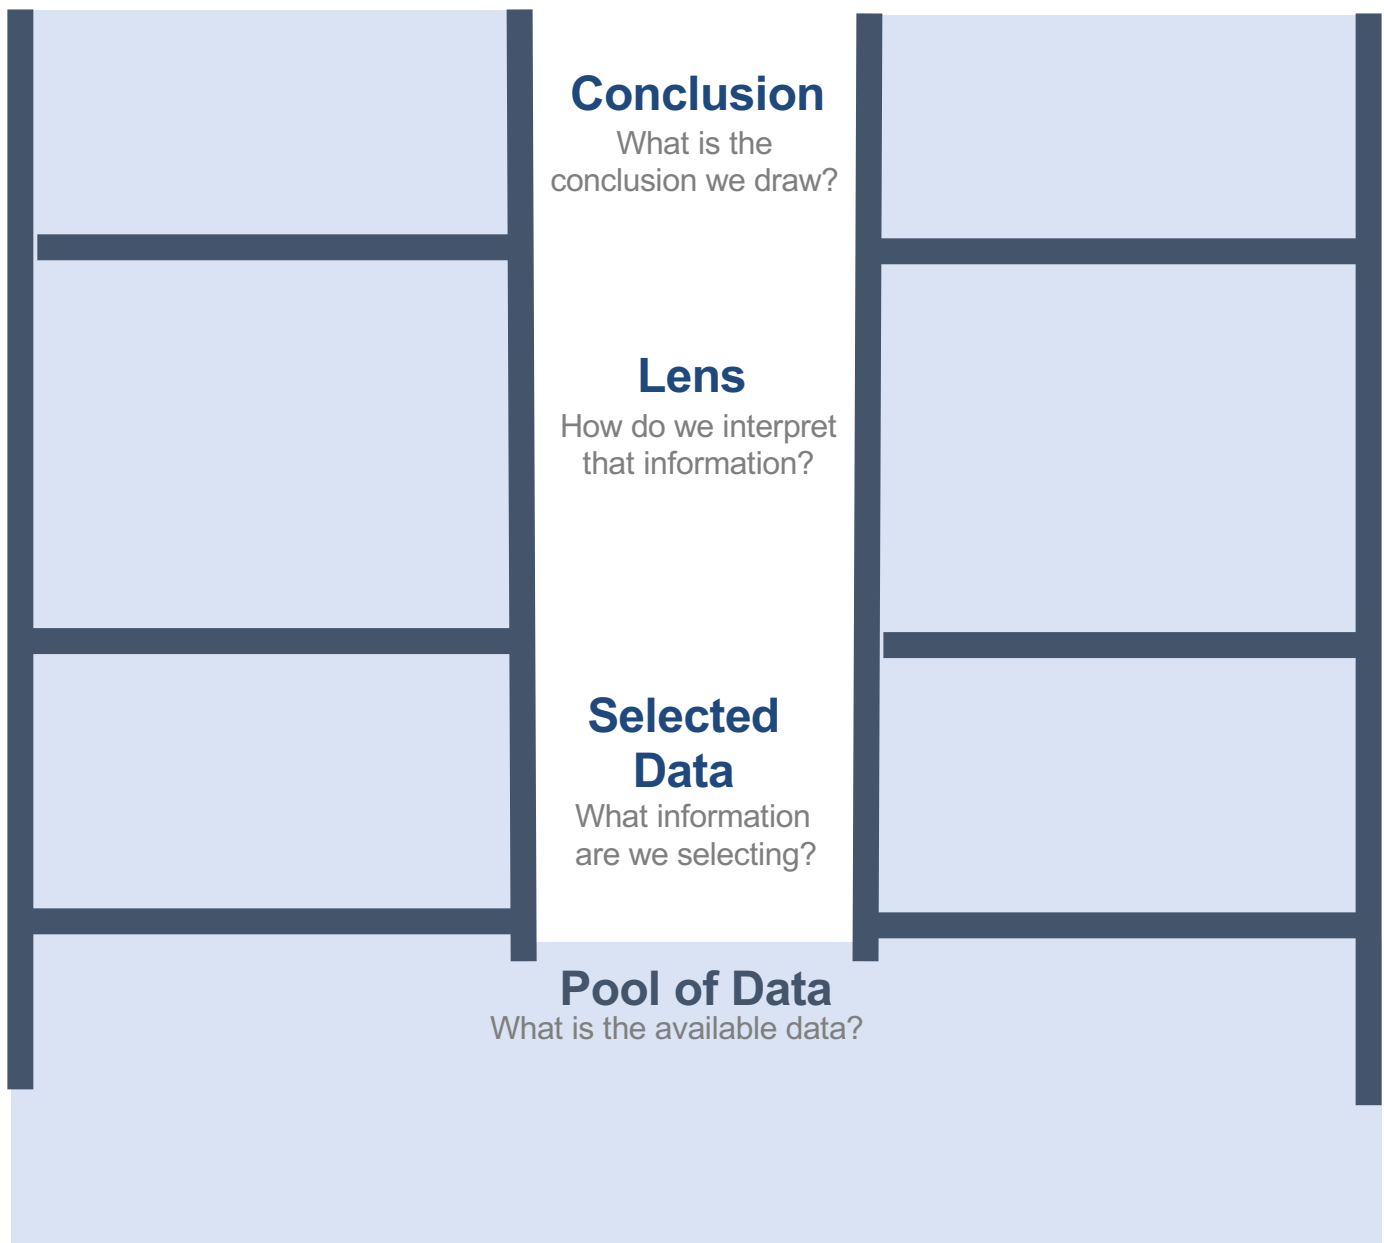 Conclusion
What is the
conclusion we draw?
Lens
How do we interpret
that information?
Selected
Data
What information
are we selecting?
Pool of Data
What is the available data?